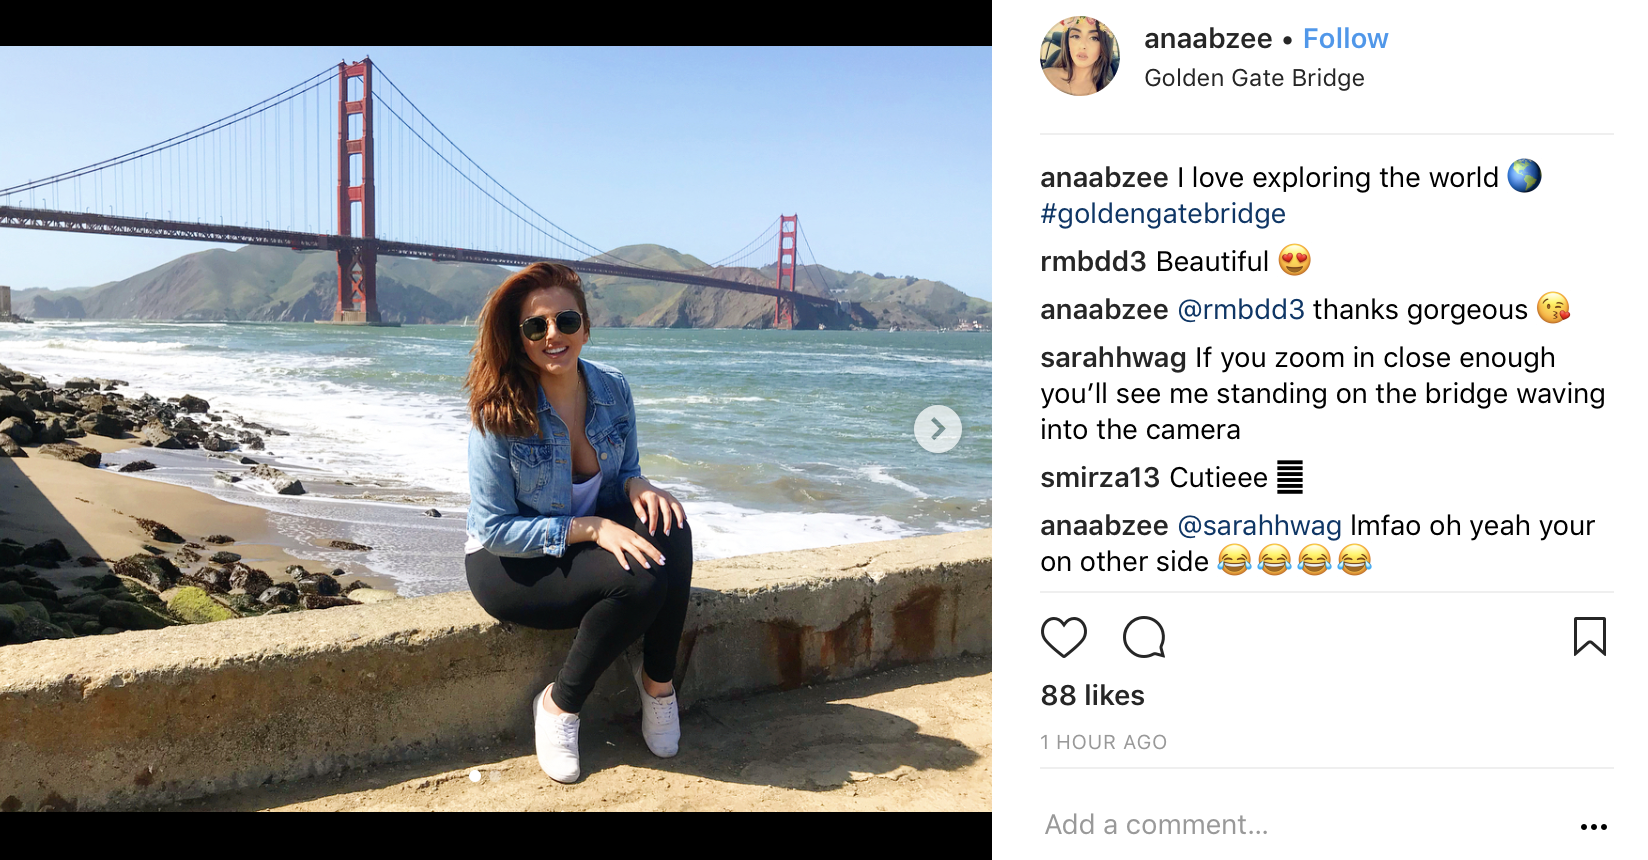 anaabzee • Follow
Golden Gate Bridge
anaabzee I love exploring the world 🌎
#goldengatebridge
rmbdd3 Beautiful 😍
anaabzee @rmbdd3 thanks gorgeous 😘
sarahhwag If you zoom in close enough
you’ll see me standing on the bridge waving
into the camera
smirza13 Cutieee
anaabzee @sarahhwag lmfao oh yeah your
on other side 😂😂😂😂
88 likes
1 HOUR AGO
Add a comment...